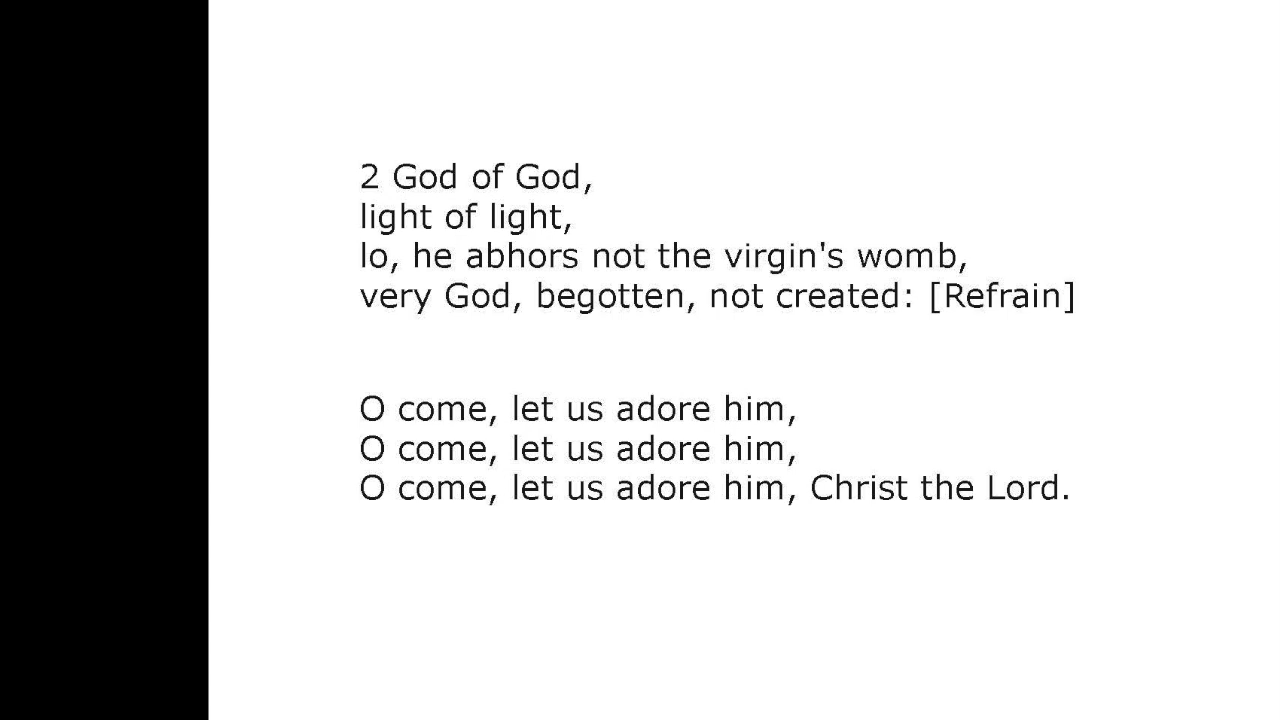 2 God of God,
light of light,
lo, he abhors not the virgin's womb,
very God, begotten, not created: [Refrain]
O come, let us adore him,
O come, let us adore him,
O come, let us adore him, Christ the Lord.